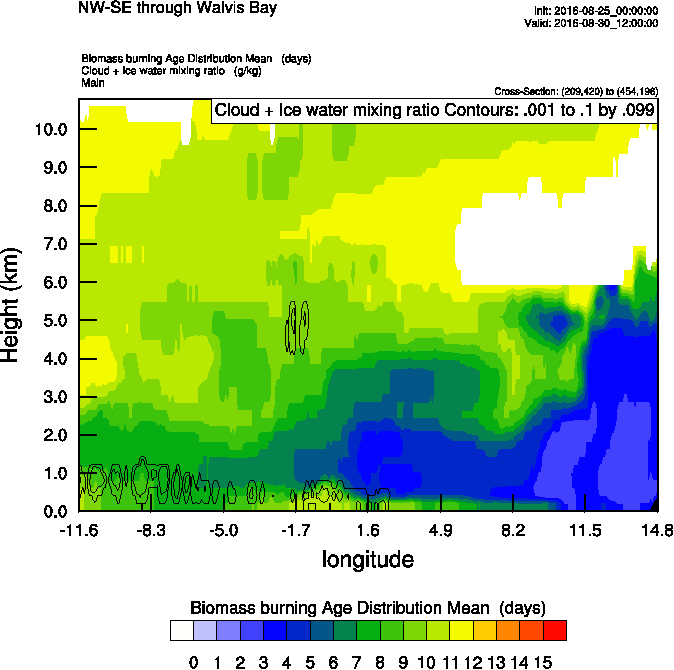 NW-SE through Walvis Bay
Init: 2016-08-25_00:00:00
Valid: 2016-08-30_12:00:00
Biomass burning Age Distribution Mean (days)
Cloud + Ice water mixing ratio (g/kg)
Main
Cross-Section: (209,420) to (454,196)
Cloud + Ice water mixing ratio Contours: .001 to .1 by .099
10.0
9.0
8.0
7.0
6.0
5.0
4.0
3.0
2.0
1.0
0.0
Height (km)
-11.6 -8.3 -5.0 -1.7 1.6 4.9 8.2 11.5 14.8
longitude
Biomass burning Age Distribution Mean (days)
0 1 2 3 4 5 6 7 8 9 10 11 12 13 14 15